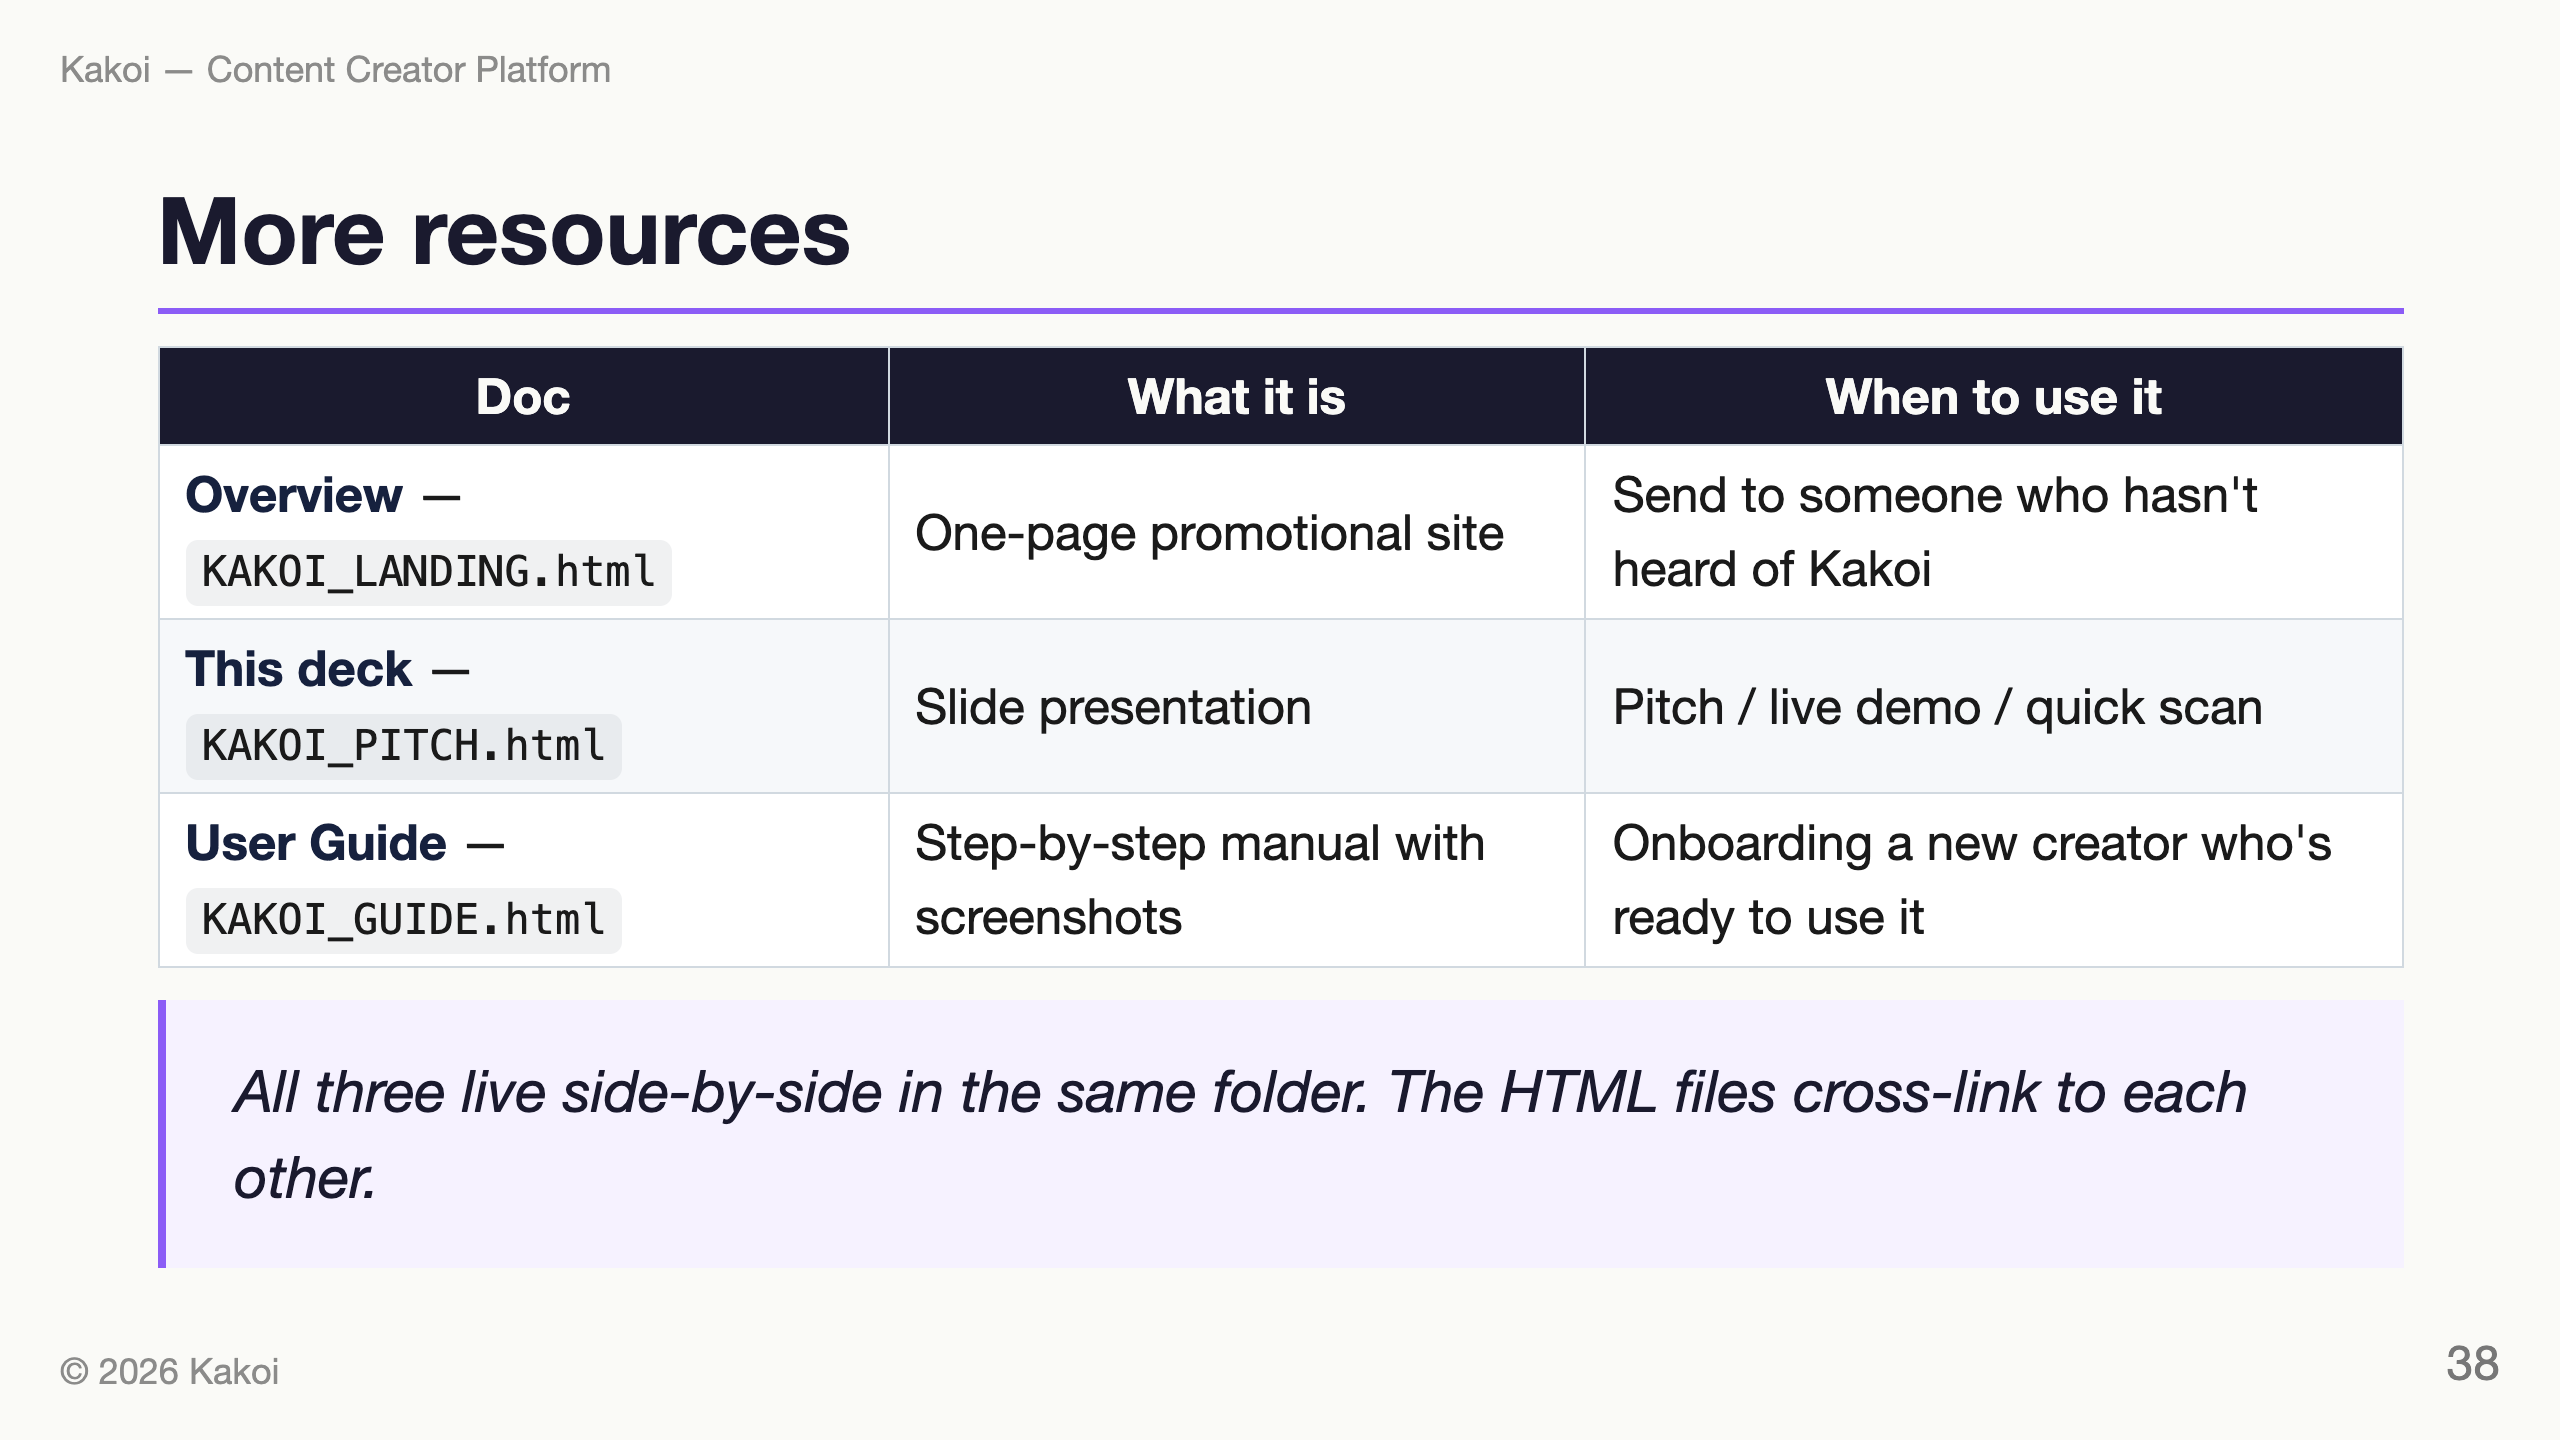 Kakoi — Content Creator Platform
More resources
Doc
What it is
When to use it
Overview —
KAKOI_LANDING.html
One-page promotional site
Send to someone who hasn't
heard of Kakoi
This deck —
KAKOI_PITCH.html
Slide presentation
Pitch / live demo / quick scan
User Guide —
KAKOI_GUIDE.html
Step-by-step manual with
screenshots
Onboarding a new creator who's
ready to use it
All three live side-by-side in the same folder. The HTML files cross-link to each
other.
© 2026 Kakoi
38